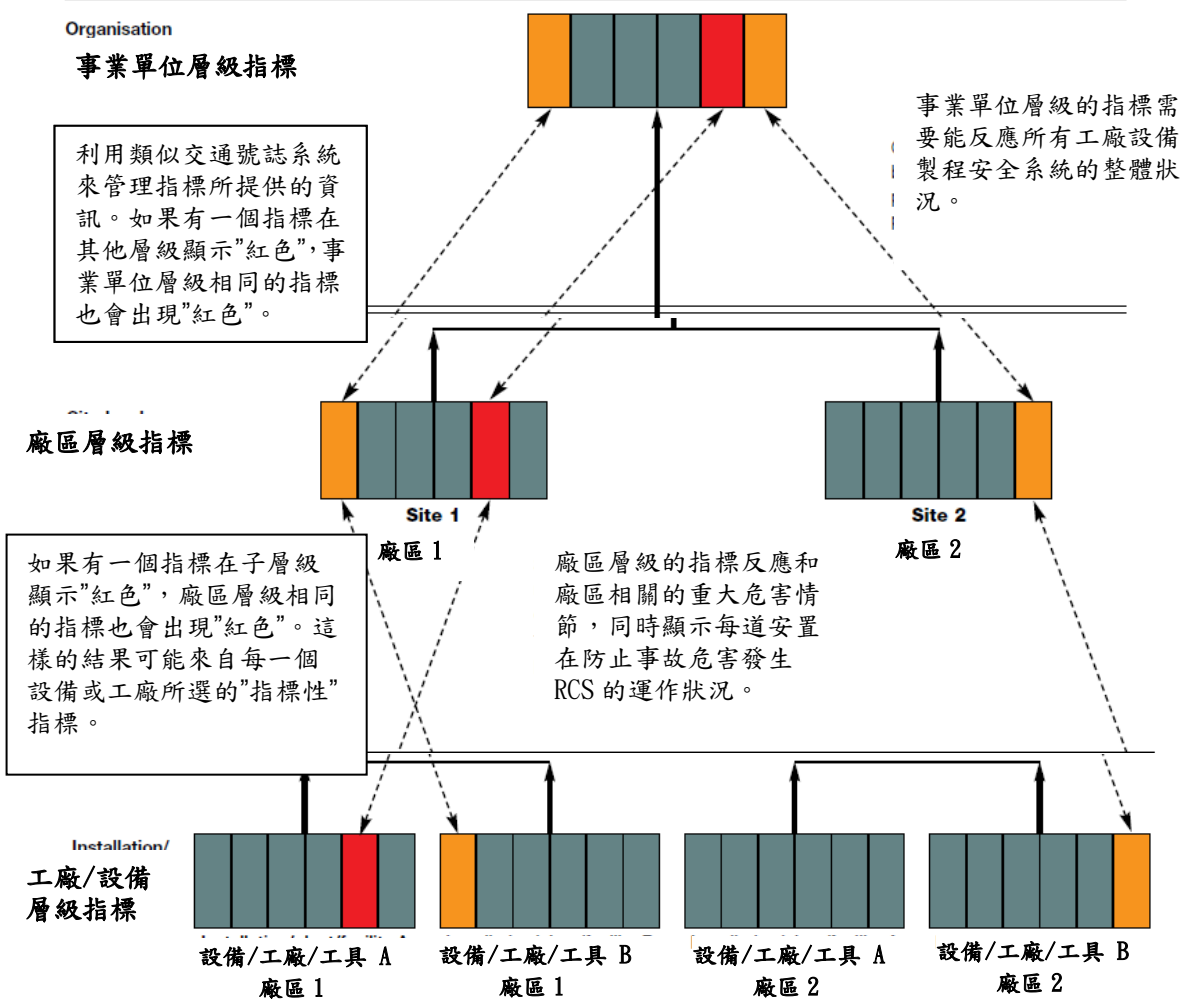 Organisation
事業單位層級指標
利用類似交通號誌系統
來管理指標所提供的資
訊。如果有一個指標在
其他層級顯示”紅色”,事
業單位層級相同的指標
也會出現”紅色”。
事業單位層級的指標需
要能反應所有工廠設備
製程安全系統的整體狀
況。
廠區層級指標
Site 1
廠區 1
Site 2
廠區 2
如果有一個指標在子層級
顯示”紅色”,廠區層級相同
的指標也會出現”紅色”。這
樣的結果可能來自每一個
設備或工廠所選的”指標性”
指標。
廠區層級的指標反應和
廠區相關的重大危害情
節,同時顯示每道安置
在防止事故危害發生
RCS 的運作狀況。
Installation/
工廠/設備
層級指標
設備/工廠/工具 A
廠區 1
設備/工廠/工具 B
廠區 1
設備/工廠/工具 A
廠區 2
設備/工廠/工具 B
廠區 2